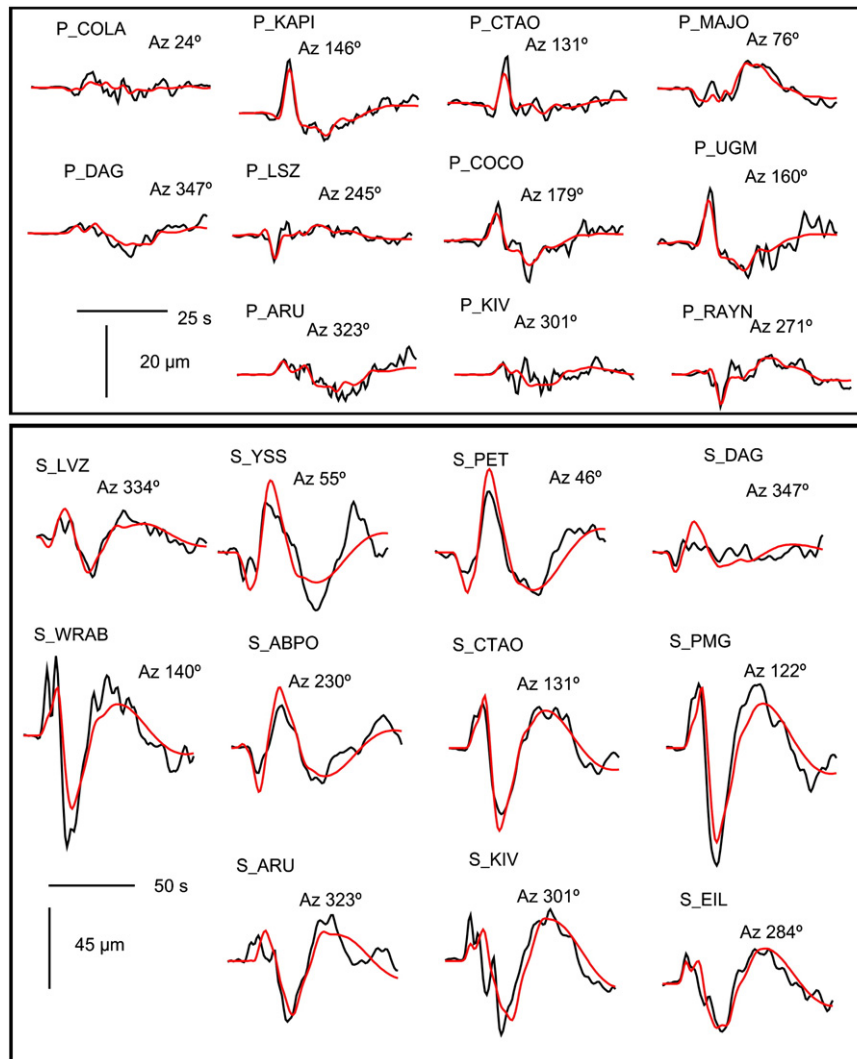 P_COLA P_KAPI P_CTAO P_MAJO
Az 24º Az 146º Az 131º Az 76º
P_DAG P_LSZ P_COCO P_UGM
Az 347º Az 245º Az 179º Az 160º
25 s
20 µm
P_ARU P_KIV P_RAYN
Az 323º Az 301º Az 271º
S_LVZ S_YSS S_PET S_DAG
Az 334º Az 55º Az 46º Az 347º
S_WRAB S_ABPO S_CTAO S_PMG
Az 140º Az 230º Az 131º Az 122º
50 s
45 µm
S_ARU S_KIV S_EIL
Az 323º Az 301º Az 284º